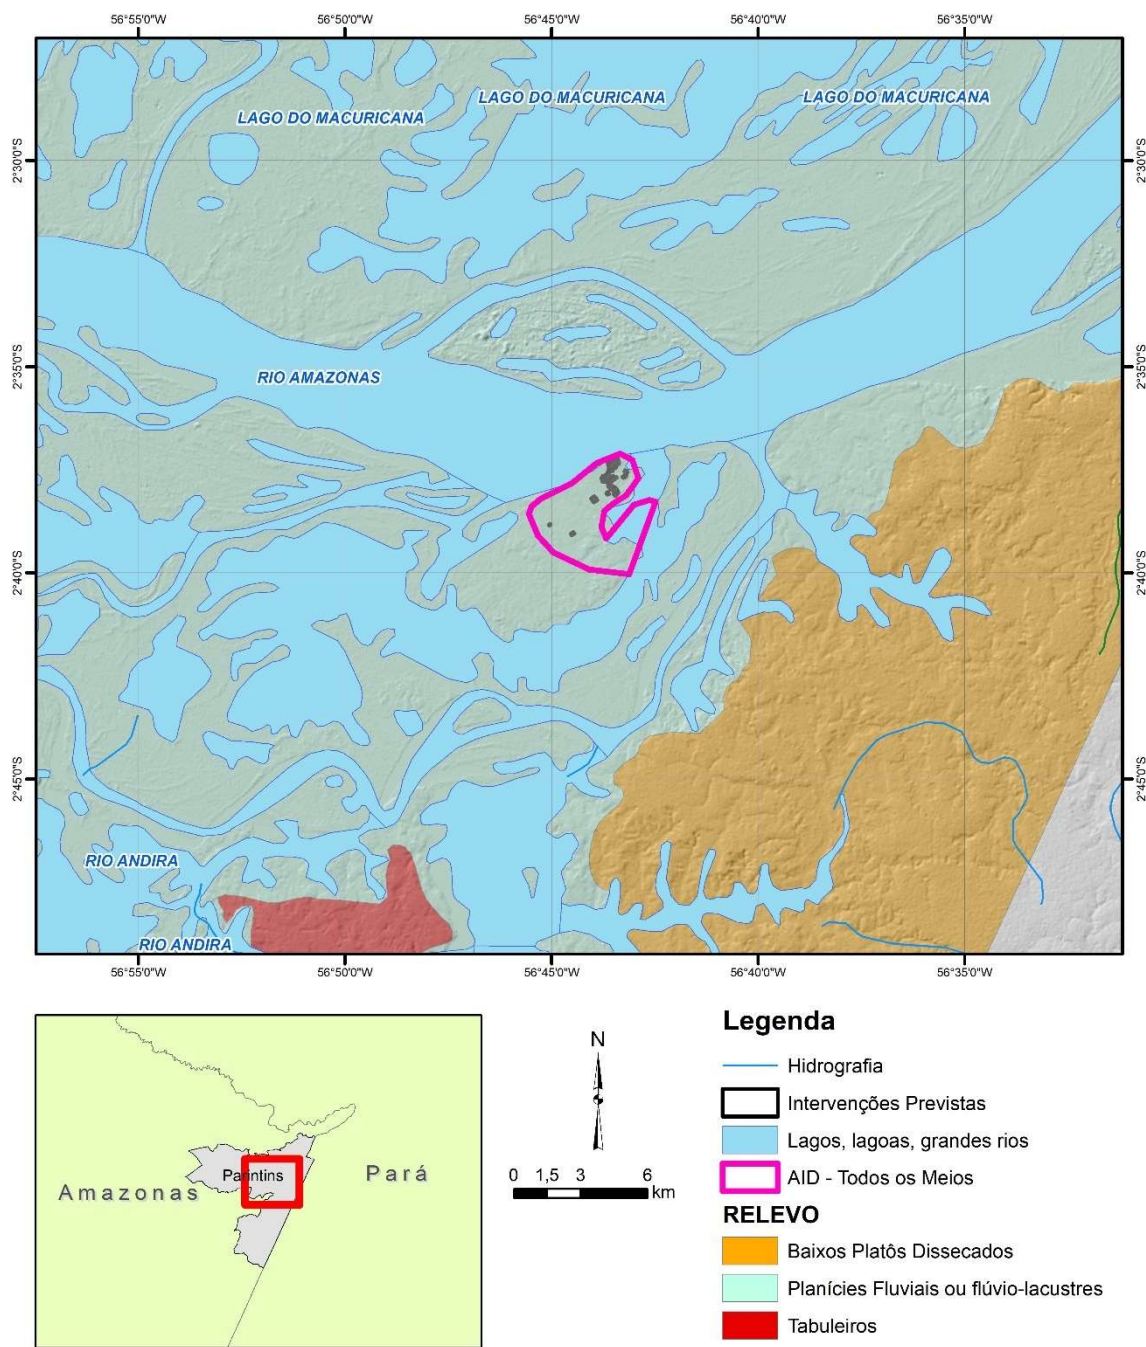 56°55'0"W
56°50'0"W
56°45'0"W
56°40'0"W
56°35'0"W
LAGO DO MACURICANA
LAGO DO MACURICANA
LAGO DO MACURICANA
2°30'0"S
2°30'0"S
2°35'0"S
2°35'0"S
RIO AMAZONAS
2°40'0"S
2°40'0"S
2°45'0"S
2°45'0"S
RIO ANDIRA
RIO ANDIRA
56°55'0"W
56°50'0"W
56°45'0"W
56°40'0"W
56°35'0"W
Parintins
Pará
Amazonas
N
0 1,5 3 6
km
Legenda
Hidrografia
Intervenções Previstas
Lagos, lagoas, grandes rios
AID - Todos os Meios
RELEVO
Baixos Platôs Dissecados
Planícies Fluviais ou flúvio-lacustres
Tabuleiros